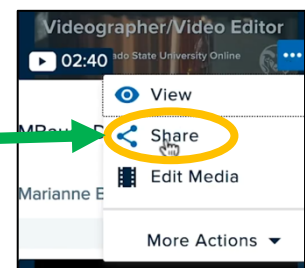 Videographer/Video Editor
02:40 ado State University Online
View
Share
Edit Media
Marianne
More Actions